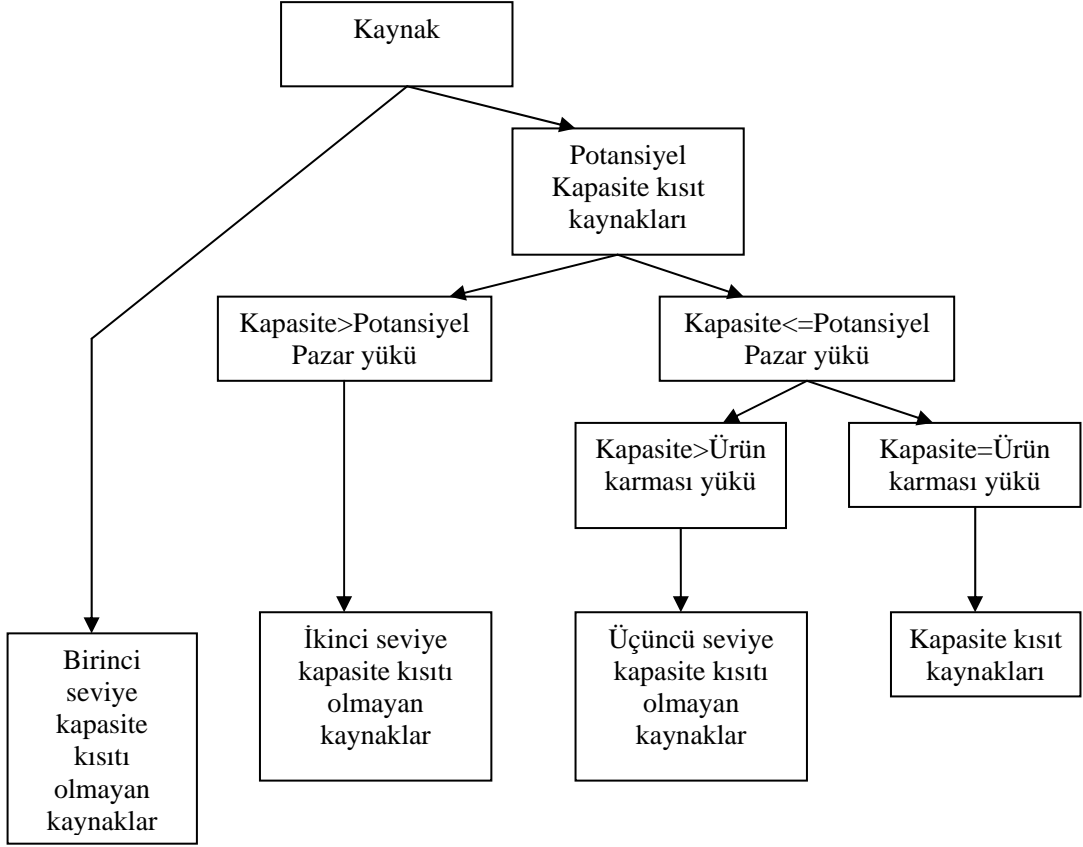 Kaynak
Potansiyel
Kapasite kısıt
kaynakları
Kapasite>Potansiyel
Pazar yükü
Kapasite<=Potansiyel
Pazar yükü
Kapasite>Ürün
karması yükü
Kapasite=Ürün
karması yükü
Birinci
seviye
kapasite
kısıtı
olmayan
kaynaklar
İkinci seviye
kapasite kısıtı
olmayan
kaynaklar
Üçüncü seviye
kapasite kısıtı
olmayan
kaynaklar
Kapasite kısıt
kaynakları